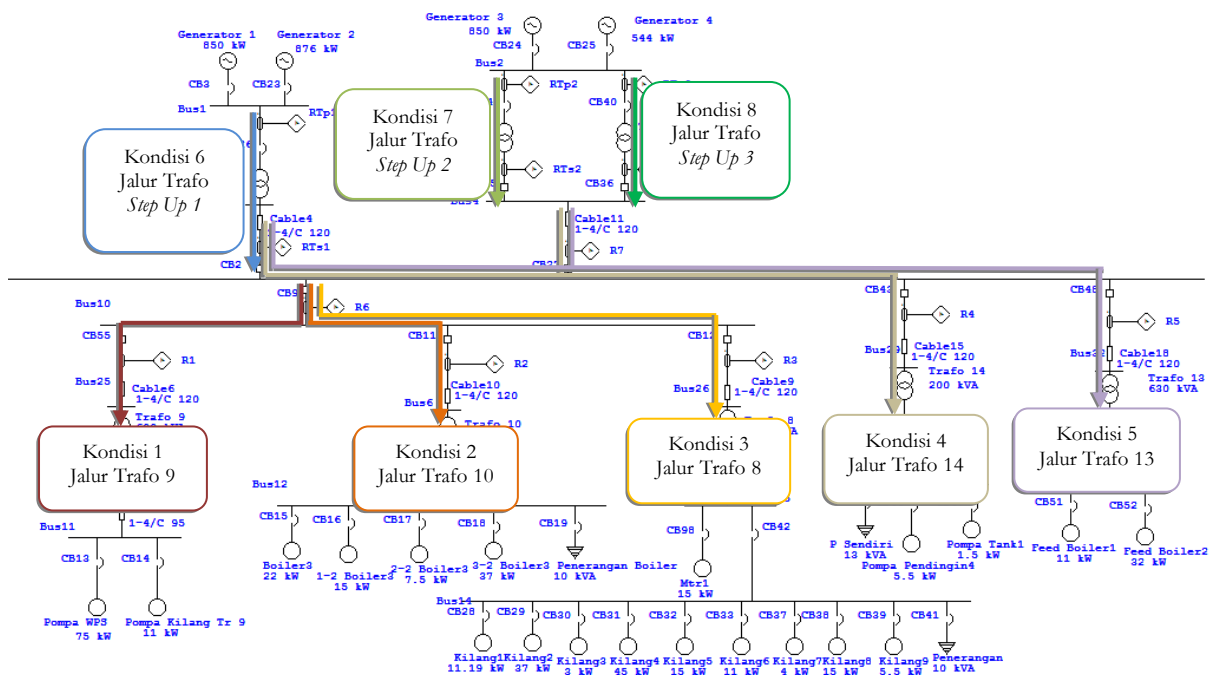 Generator 3
850 kW
Generator 4
544 kW
CB24
CB25
Generator 1
850 kW
Generator 2
876 kW
Bus2
CB3
CB23
RTp2
CB40
Bus1
RTp1
Kondisi 7
Jalur Trafo
Step Up 2
Kondisi 8
Jalur Trafo
Step Up 3
Kondisi 6
Jalur Trafo
Step Up 1
RTs2
CB36
Cable4
1-4/C 120
RTs1
CB2
Cable11
1-4/C 120
R7
Bus10
CB9
R6
CB43
R4
CB48
R5
CB55
R1
CB11
R2
CB12
R3
Cable15
1-4/C 120
Trafo 14
200 kVA
Cable18
1-4/C 120
Trafo 13
630 kVA
Bus25
Cable6
1-4/C 120
Trafo 9
Bus6
Cable10
1-4/C 120
Trafo 10
Bus26
Cable9
1-4/C 120
Kondisi 1
Jalur Trafo 9
Kondisi 2
Jalur Trafo 10
Kondisi 3
Jalur Trafo 8
Kondisi 4
Jalur Trafo 14
Kondisi 5
Jalur Trafo 13
Bus12
CB15
CB16
CB17
CB18
CB19
CB98
CB42
CB51
CB52
1-4/C 95
Bus11
CB13
CB14
Boiler3
22 kW
1-2 Boiler3
15 kW
2-2 Boiler3
7.5 kW
3-2 Boiler3
37 kW
Penerangan Boiler
10 kVA
Mtr1
15 kW
P Sendiri
13 kVA
Pompa Pendingin4
5.5 kW
Pompa Tank1
1.5 kW
Feed Boiler1
11 kW
Feed Boiler2
32 kW
Pompa WPS
75 kW
Pompa Kilang Tr 9
11 kW
Bus14
CB28
CB29
CB30
CB31
CB32
CB33
CB37
CB38
CB39
CB41
Kilang1
11.19 kW
Kilang2
37 kW
Kilang3
3 kW
Kilang4
45 kW
Kilang5
15 kW
Kilang6
11 kW
Kilang7
4 kW
Kilang8
15 kW
Kilang9
5.5 kW
Penerangan
10 kVA